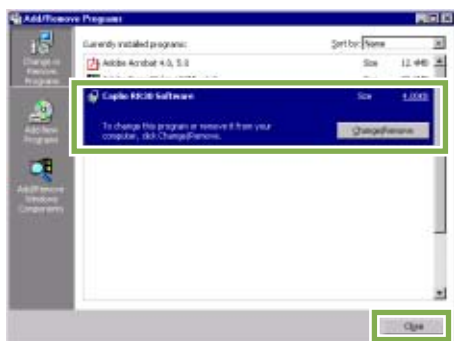 Add/Remove Programs
Change or
Remove
Programs
Add New
Programs
Add/Remove
Windows
Components
Currently installed programs:
Sort by: Name
Adobe Acrobat 4.0, 5.0
Size
Software
Size
To change this program or remove it from your
computer, click Change/Remove.
Change/Remove
Close